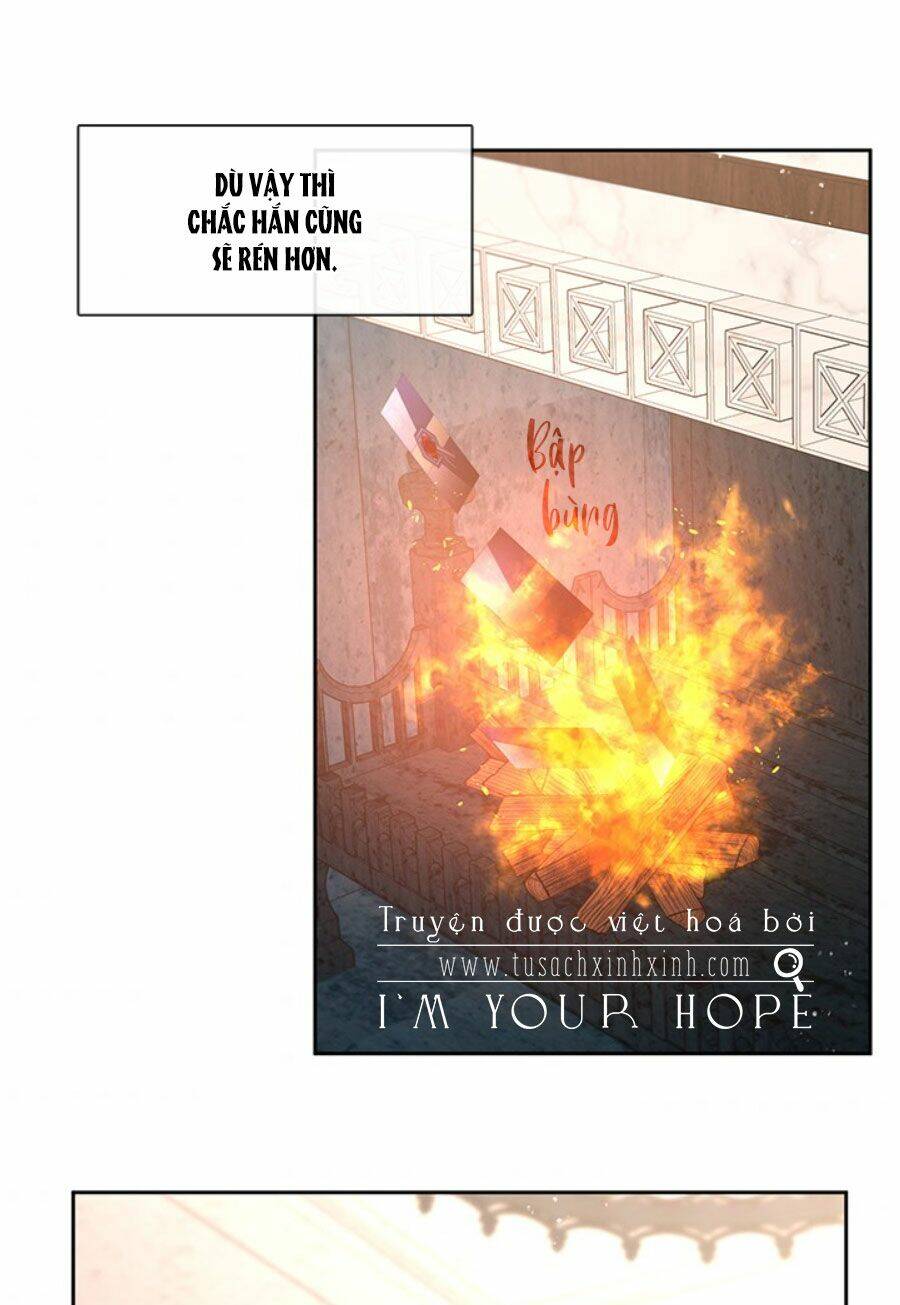 DÙ VẬY THÌ
CHẮC HẲN CŨNG
SẼ RÉN HƠN.
Bập
bùng
Truyện được việt hoá bởi
www.tusachxinhxinh.com
I'M YOUR HOPE